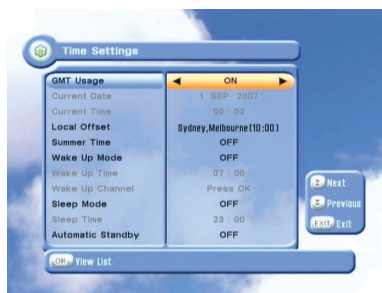 Time Settings
GMT Usage ON
Current Date 1 SEP 2007
Current Time 00 : 02
Local Offset Sydney,Melbourne(10:00)
Summer Time OFF
Wake Up Mode OFF
Wake Up Time 07 : 00
Wake Up Channel Press OK
Sleep Mode OFF
Sleep Time 23 : 00
Automatic Standby OFF
Next
Previous
EXIT Exit
OK View List